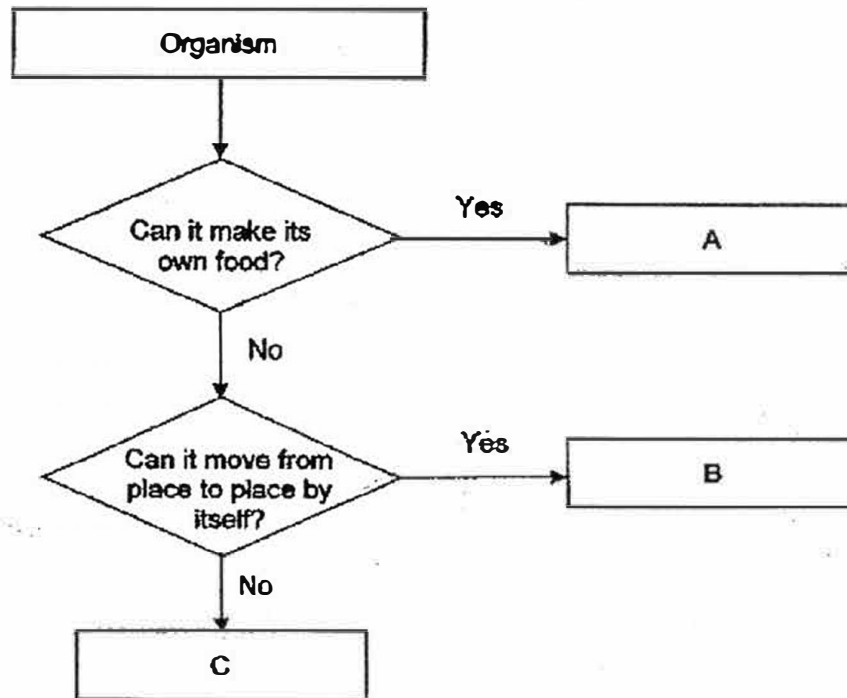 Organism
Can it make its
own food?
Yes
A
No
Can it move from
place to place by
itself?
Yes
B
No
C